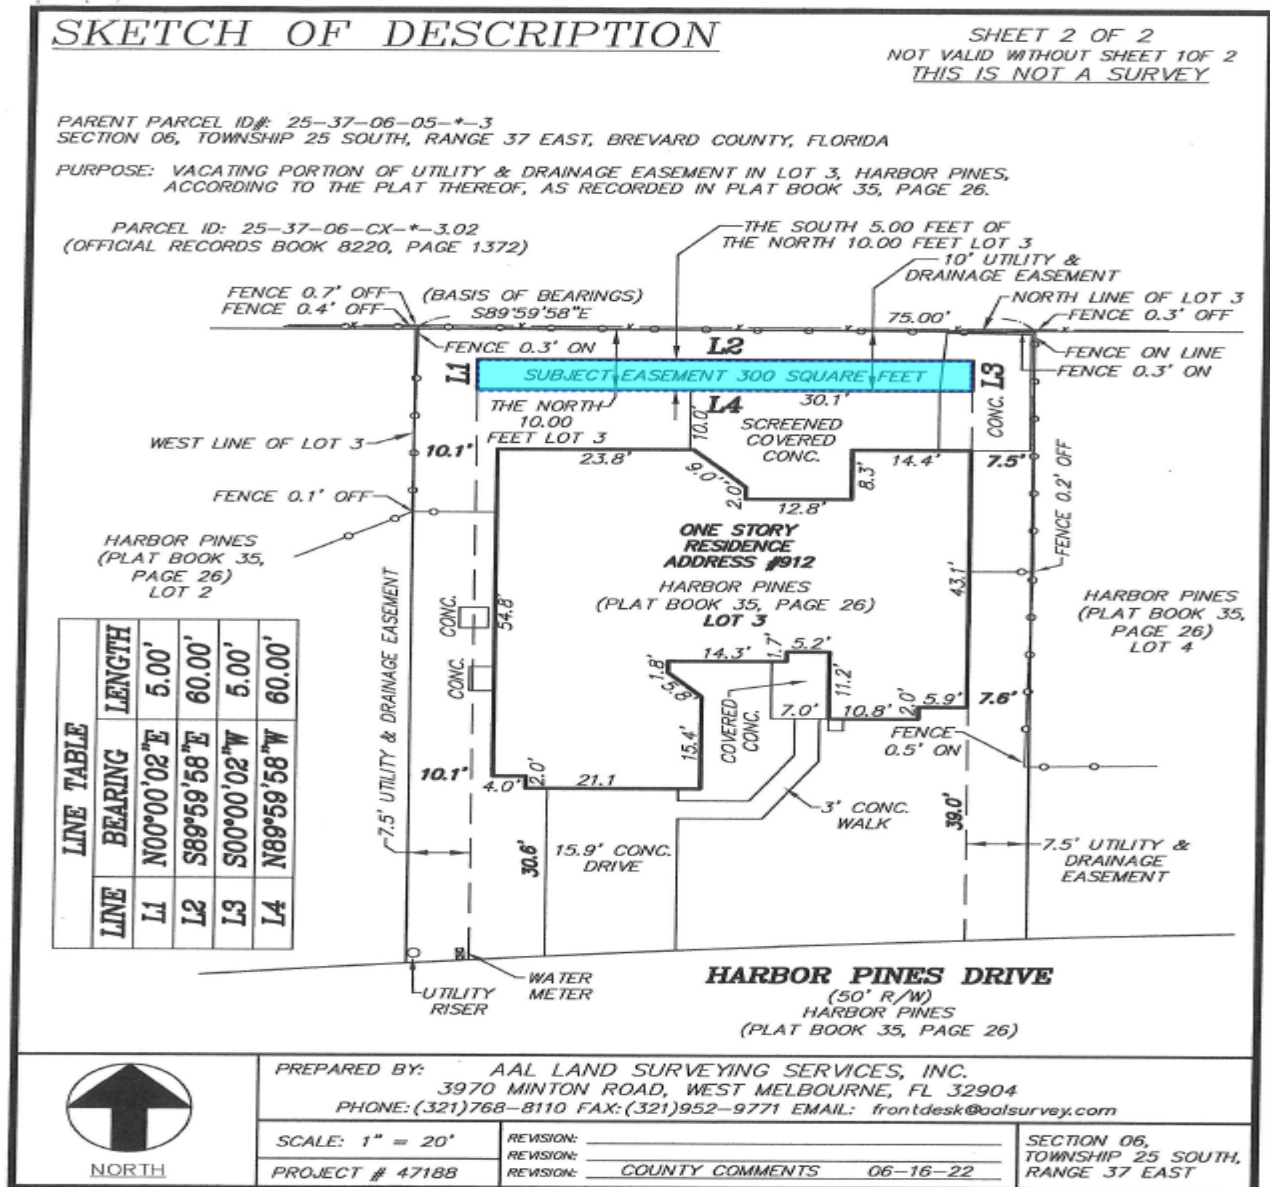 SKETCH OF DESCRIPTION
SHEET 2 OF 2
NOT VALID WITHOUT SHEET 1OF 2
THIS IS NOT A SURVEY
PARENT PARCEL ID#: 25-37-06-05-*-3
SECTION 06, TOWNSHIP 25 SOUTH, RANGE 37 EAST, BREVARD COUNTY, FLORIDA
PURPOSE: VACATING PORTION OF UTILITY & DRAINAGE EASEMENT IN LOT 3, HARBOR PINES,
ACCORDING TO THE PLAT THEREOF, AS RECORDED IN PLAT BOOK 35, PAGE 26.
PARCEL ID: 25-37-06-CX-*-3.02
(OFFICIAL RECORDS BOOK 8220, PAGE 1372)
THE SOUTH 5.00 FEET OF
THE NORTH 10.00 FEET LOT 3
10' UTILITY &
DRAINAGE EASEMENT
FENCE 0.7' OFF
FENCE 0.4' OFF
(BASIS OF BEARINGS)
S89°59'58"E
75.00'
NORTH LINE OF LOT 3
FENCE 0.3' OFF
FENCE 0.3' ON
L2
FENCE ON LINE
FENCE 0.3' ON
L1
SUBJECT EASEMENT 300 SQUARE FEET
L3
THE NORTH
10.00
FEET LOT 3
L4
30.1'
CONC.
10.0'
SCREENED
COVERED
CONC.
WEST LINE OF LOT 3
10.1'
23.8'
9.0'
2.0'
12.8'
8.3'
14.4'
7.5'
FENCE 0.2' OFF
FENCE 0.1' OFF
HARBOR PINES
(PLAT BOOK 35,
PAGE 26)
LOT 2
ONE STORY
RESIDENCE
ADDRESS #912
HARBOR PINES
(PLAT BOOK 35, PAGE 26)
LOT 3
43.1'
HARBOR PINES
(PLAT BOOK 35,
PAGE 26)
LOT 4
7.5' UTILITY & DRAINAGE EASEMENT
CONC.
CONC.
54.8'
14.3'
1.7'
5.2'
1.8'
5.8'
11.2'
15.4'
COVERED
CONC.
7.0'
10.8'
2.0'
5.9'
7.6'
FENCE
0.5' ON
10.1'
4.0'
2.0'
21.1
3' CONC.
WALK
39.0'
30.6'
15.9' CONC.
DRIVE
7.5' UTILITY &
DRAINAGE
EASEMENT
LINE TABLE
LINE BEARING LENGTH
L1 N00°00'02"E 5.00'
L2 S89°59'58"E 60.00'
L3 S00°00'02"W 5.00'
L4 N89°59'58"W 60.00'
UTILITY
RISER
WATER
METER
HARBOR PINES DRIVE
(50' R/W)
HARBOR PINES
(PLAT BOOK 35, PAGE 26)
NORTH
PREPARED BY: AAL LAND SURVEYING SERVICES, INC.
3970 MINTON ROAD, WEST MELBOURNE, FL 32904
PHONE:(321)768-8110 FAX:(321)952-9771 EMAIL: frontdesk@aalsurvey.com
SCALE: 1" = 20'
PROJECT # 47188
REVISION:
REVISION:
REVISION: COUNTY COMMENTS 06-16-22
SECTION 06,
TOWNSHIP 25 SOUTH,
RANGE 37 EAST